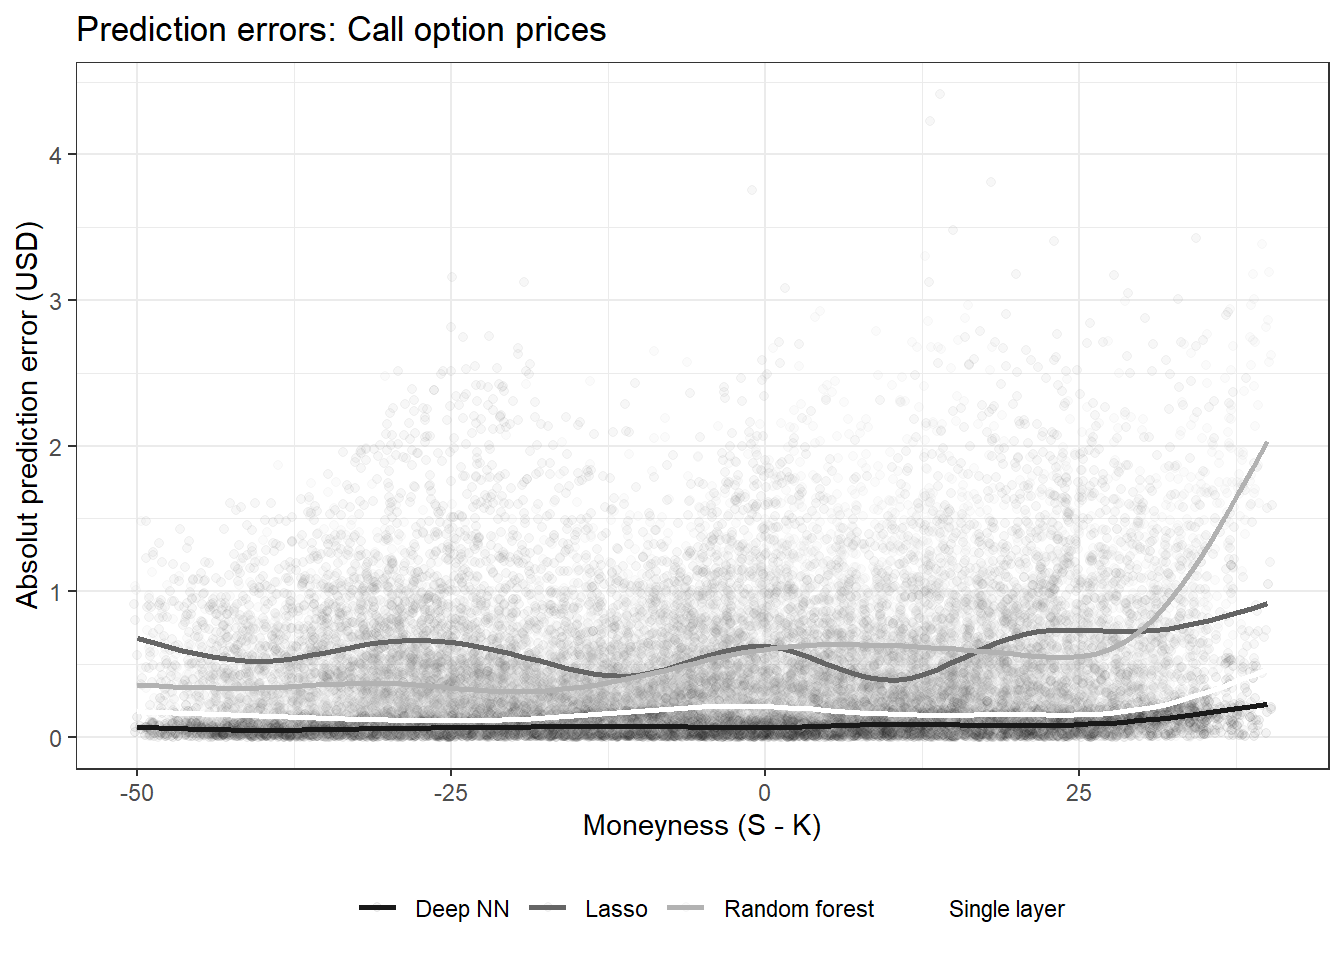 Prediction errors: Call option prices
Absolut prediction error (USD)
4
3
2
1
0
-50 -25 0 25
Moneyness (S - K)
Deep NN Lasso Random forest Single layer